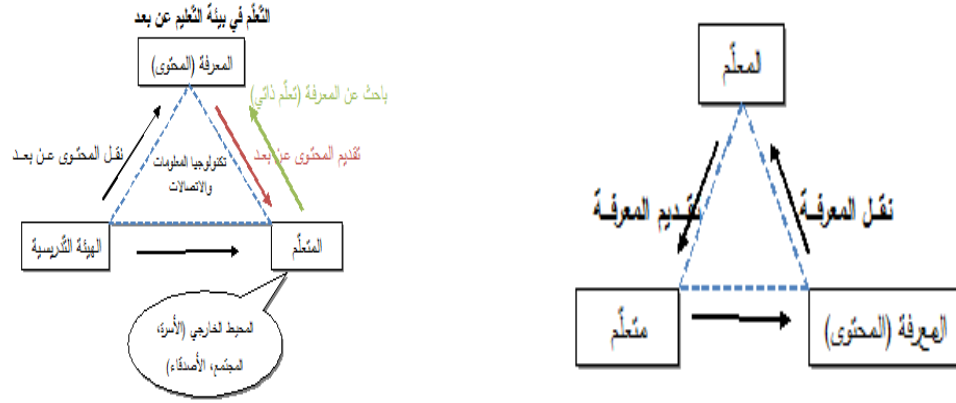 التَعلّم في بيئة التَعليم عن بعد
المعرفة (المحتوى)
باحث عن المعرفة (تعلّم ذاتي)
نقل المحتوى عن بعد
تقديم المحتوى عن بعد
تكنولوجيا المعلومات
والاتصالات
الهيئة التَدريسية
المتعلّم
المحيط الخارجي (الأسرة،
المجتمع، الأصدقاء)
المعلّم
نقل المعرفة
تقديم المعرفة
متعلّم
المعرفة (المحتوى)